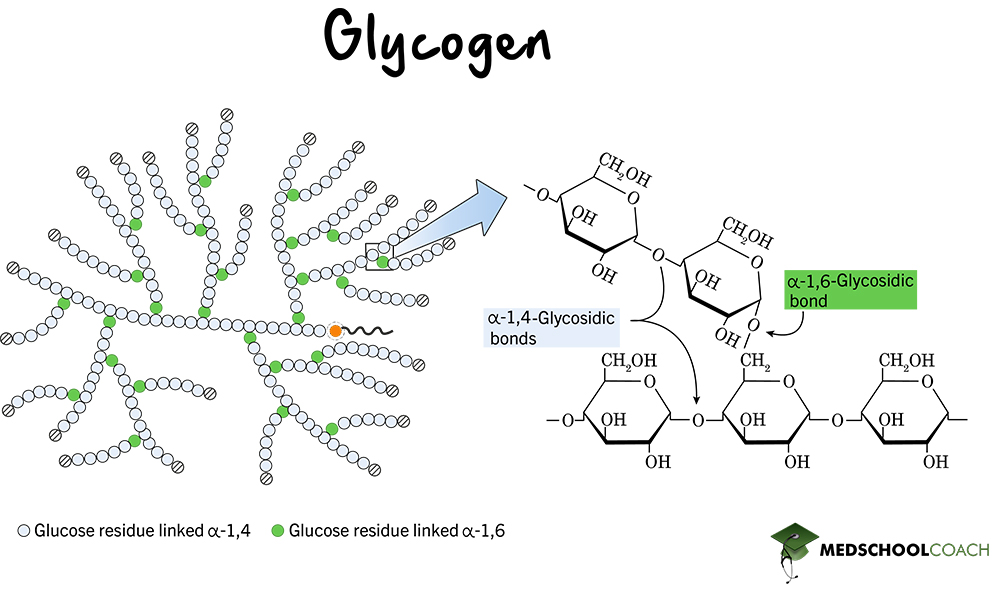 Glycogen
CH2OH
O
O
OH
OH
O
CH2OH
O
OH
OH
O
α-1,6-Glycosidic
bond
α-1,4-Glycosidic
bonds
CH2OH
CH2
CH2OH
O
O
O
O
OH
O
OH
O
OH
OH
OH
OH
Glucose residue linked α-1,4
Glucose residue linked α-1,6
MEDSCHOOLCOACH